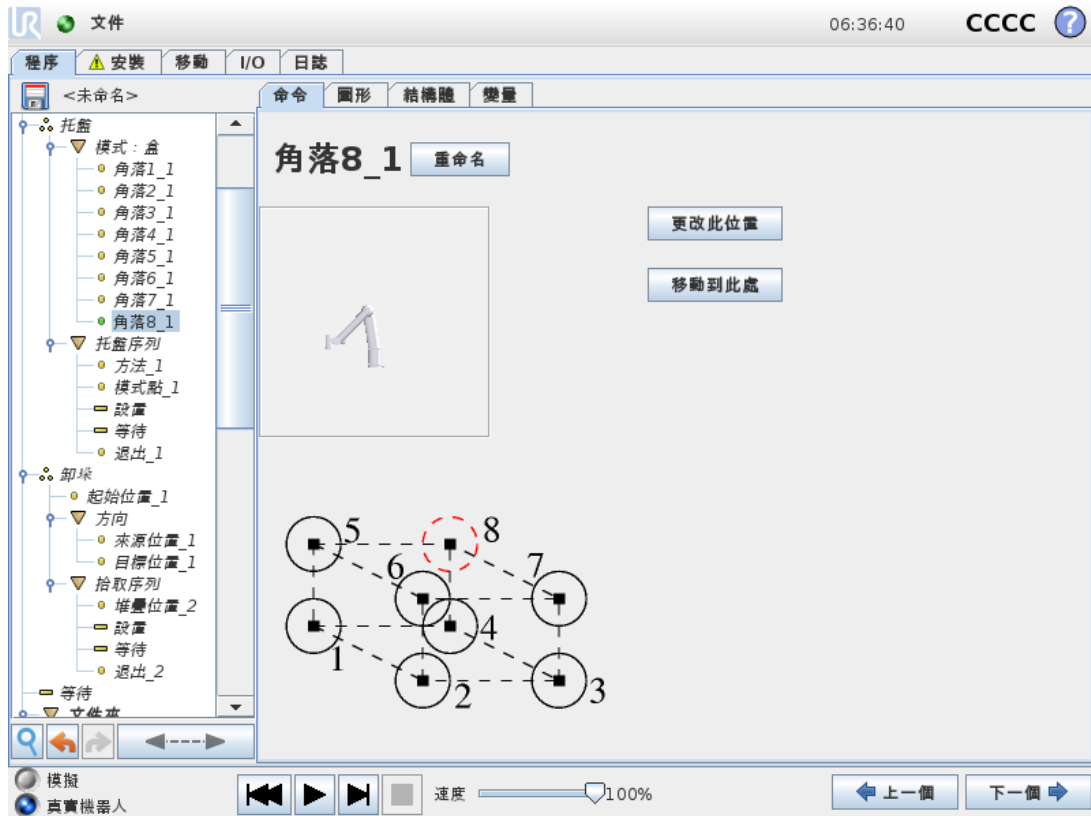 UR 文件 06:36:40 CCCC ?
程序 安裝 移動 I/O 日誌
<未命名> 命令 圖形 結構體 變量
托盤
模式：盒
角落1_1
角落2_1
角落3_1
角落4_1
角落5_1
角落6_1
角落7_1
角落8_1
托盤序列
方法_1
模式點_1
設置
等待
退出_1
卸垛
起始位置_1
方向
來源位置_1
目標位置_1
拾取序列
堆疊位置_2
設置
等待
退出_2
等待
文件夾
角落8_1 重命名
更改此位置
移動到此處
5 8
6 7
1 4
2 3
模擬
真實機器人
速度 100% 上一個 下一個